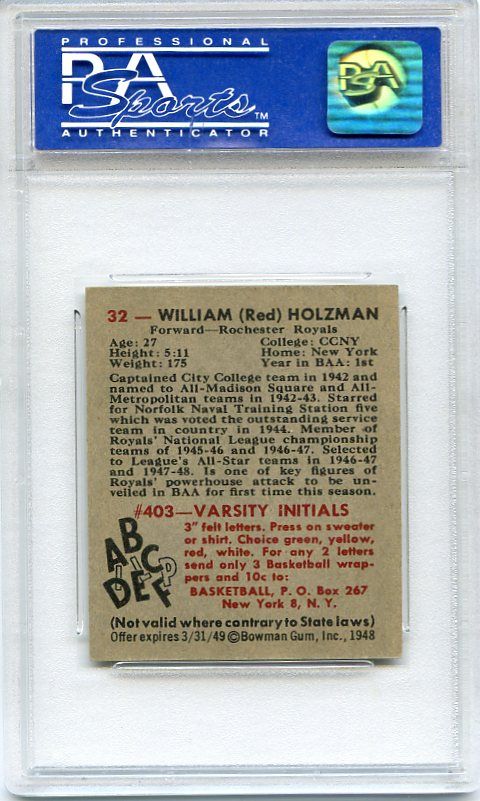 PROFESSIONAL
PSA
Sports
AUTHENTICATOR
TM
PSA
32 — WILLIAM (Red) HOLZMAN
Forward—Rochester Royals
Age: 27 College: CCNY
Height: 5:11 Home: New York
Weight: 175 Year in BAA: 1st
Captained City College team in 1942 and
named to All-Madison Square and All-
Metropolitan teams in 1942-43. Starred
for Norfolk Naval Training Station five
which was voted the outstanding service
team in country in 1944. Member of
Royals' National League championship
teams of 1945-46 and 1946-47. Selected
to League's All-Star teams in 1946-47
and 1947-48. Is one of key figures of
Royals' powerhouse attack to be un-
veiled in BAA for first time this season.
#403—VARSITY INITIALS
3" felt letters. Press on sweater
or shirt. Choice green, yellow,
red, white. For any 2 letters
send only 3 Basketball wrap-
pers and 10c to:
BASKETBALL, P. O. Box 267
New York 8, N. Y.
ABC
DEF
(Not valid where contrary to State laws)
Offer expires 3/31/49 ©Bowman Gum, Inc., 1948